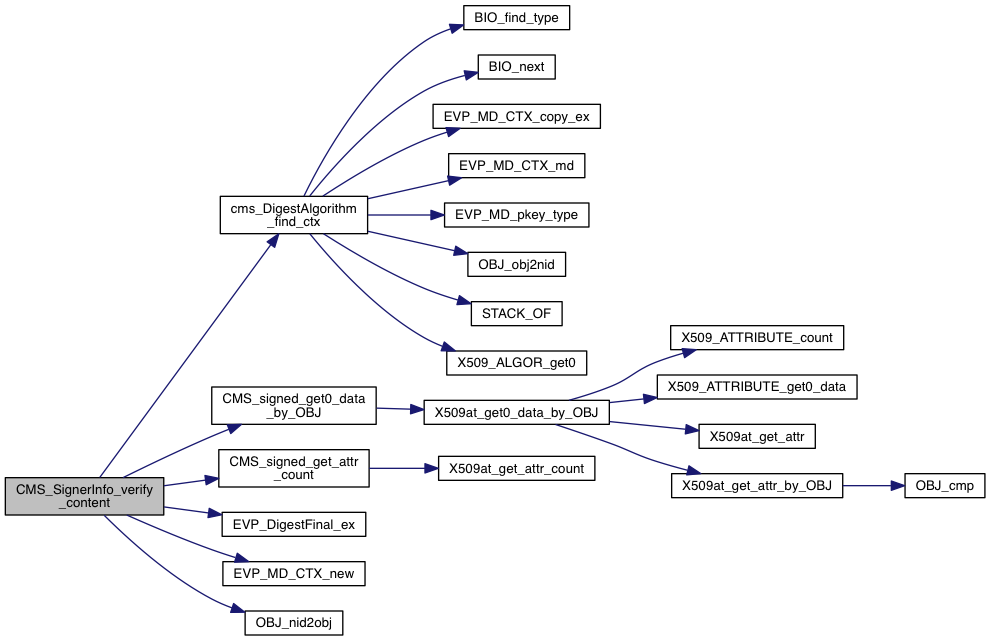 BIO_find_type
BIO_next
EVP_MD_CTX_copy_ex
EVP_MD_CTX_md
cms_DigestAlgorithm
_find_ctx
EVP_MD_pkey_type
OBJ_obj2nid
STACK_OF
X509_ALGOR_get0
X509_ATTRIBUTE_count
X509_ATTRIBUTE_get0_data
CMS_signed_get0_data
_by_OBJ
X509at_get0_data_by_OBJ
X509at_get_attr
CMS_signed_get_attr
_count
X509at_get_attr_count
X509at_get_attr_by_OBJ
OBJ_cmp
CMS_SignerInfo_verify
_content
EVP_DigestFinal_ex
EVP_MD_CTX_new
OBJ_nid2obj